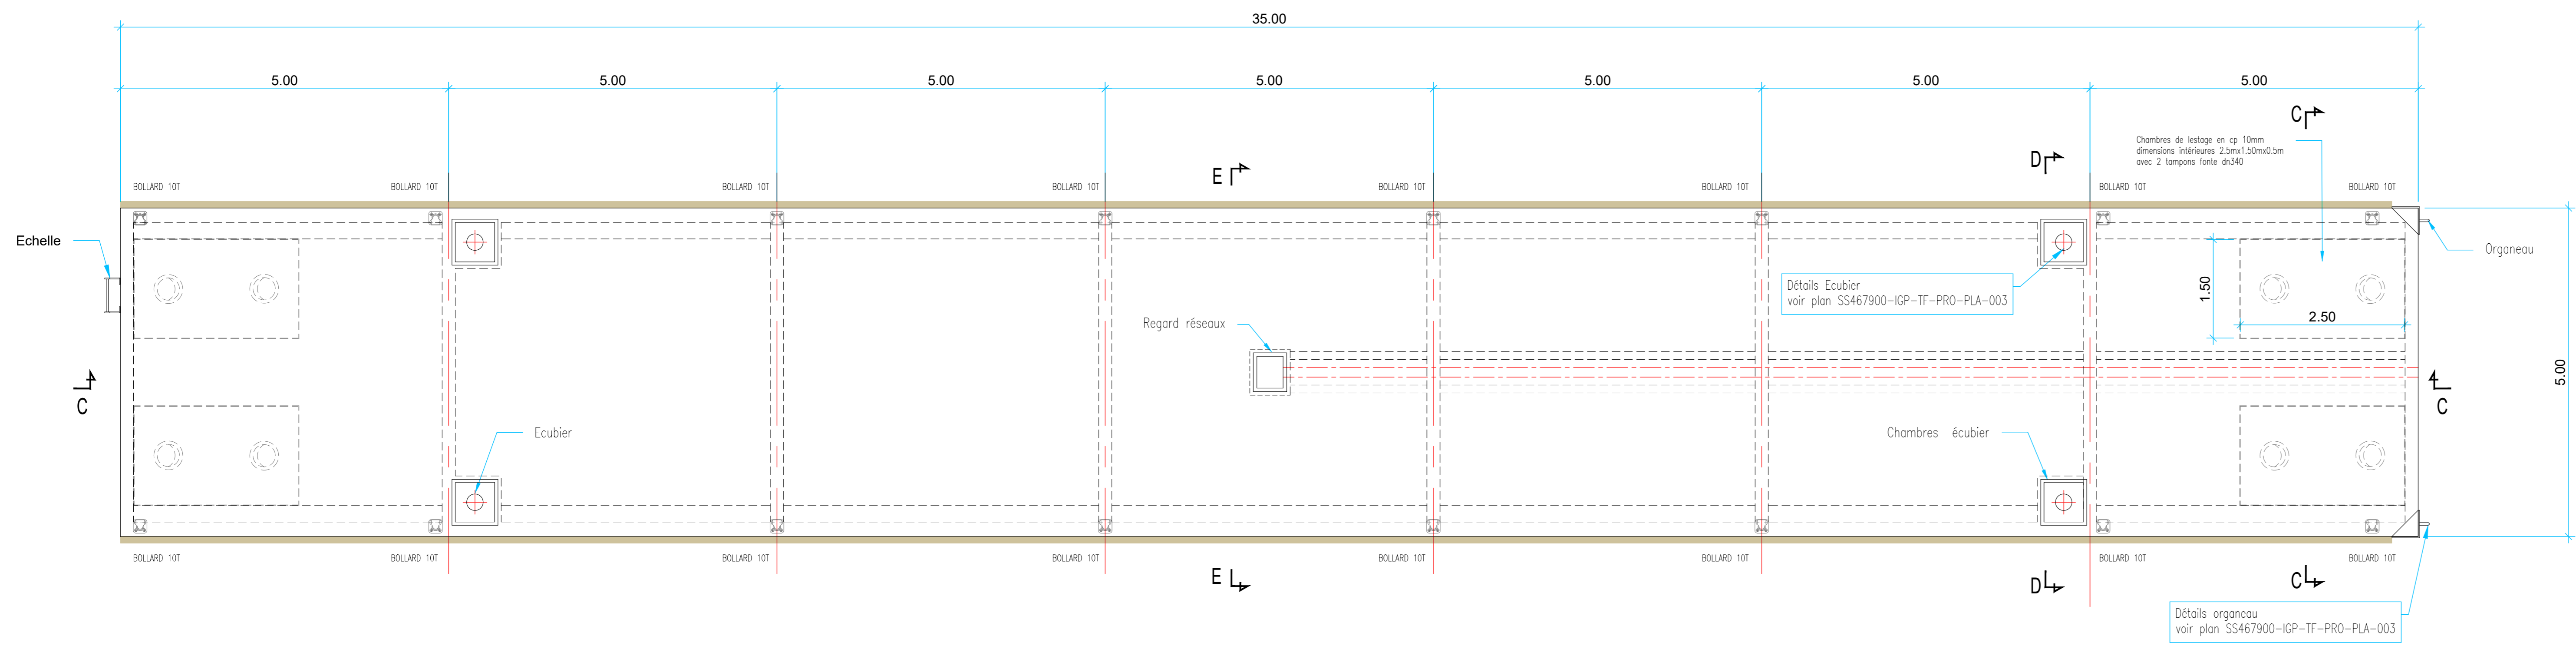 35.00
5.00 5.00 5.00 5.00 5.00 5.00 5.00
C
Chambres de lestage en cp 10mm
dimensions intérieures 2.5mx1.50mx0.5m
avec 2 tampons fonte dn340
E D
BOLLARD 10T BOLLARD 10T BOLLARD 10T BOLLARD 10T BOLLARD 10T BOLLARD 10T BOLLARD 10T BOLLARD 10T
Echelle
Organeau
Détails Ecubier
voir plan SS467900-IGP-TF-PRO-PLA-003
1.50
2.50
Regard réseaux
5.00
C C
Ecubier
Chambres écubier
BOLLARD 10T BOLLARD 10T BOLLARD 10T BOLLARD 10T BOLLARD 10T BOLLARD 10T BOLLARD 10T BOLLARD 10T
E D C
Détails organeau
voir plan SS467900-IGP-TF-PRO-PLA-003